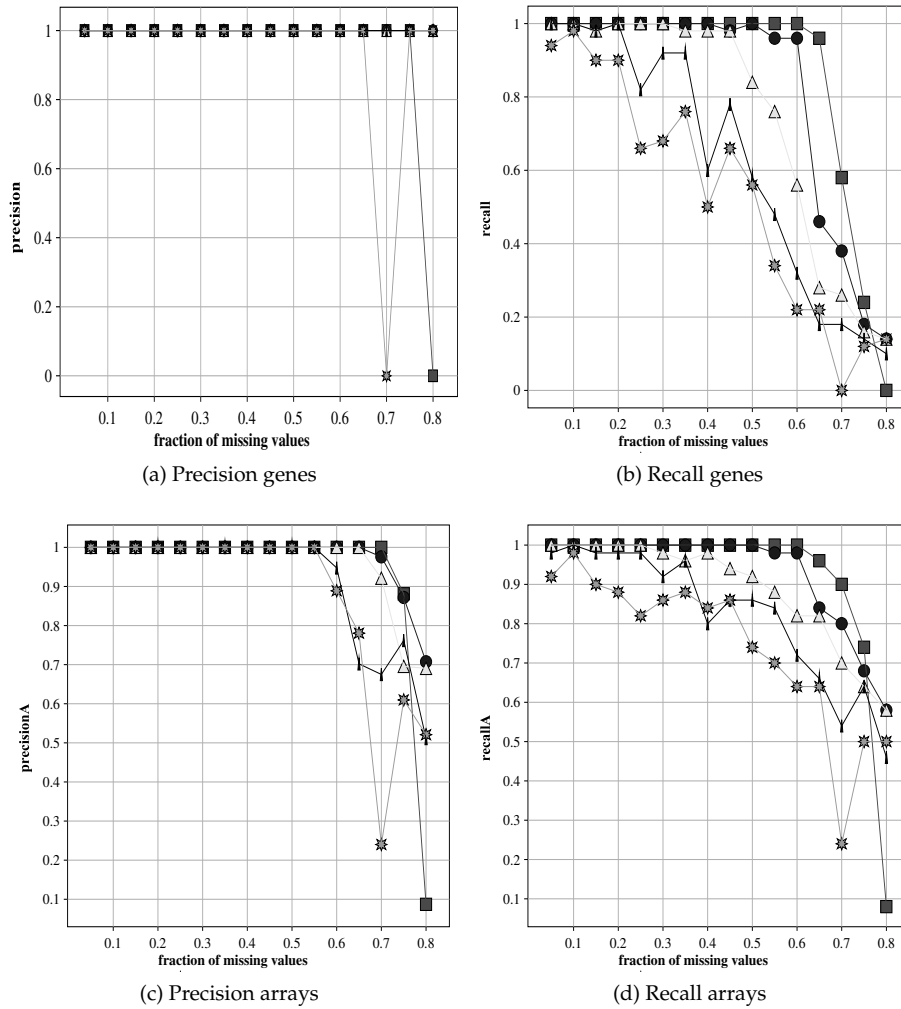 1
0.8
0.6
0.4
0.2
0
precision
0.1 0.2 0.3 0.4 0.5 0.6 0.7 0.8
fraction of missing values
(a) Precision genes
1
0.8
0.6
0.4
0.2
0
recall
0.1 0.2 0.3 0.4 0.5 0.6 0.7 0.8
fraction of missing values
(b) Recall genes
1
0.9
0.8
0.7
0.6
0.5
0.4
0.3
0.2
0.1
precisionA
0.1 0.2 0.3 0.4 0.5 0.6 0.7 0.8
fraction of missing values
(c) Precision arrays
1
0.9
0.8
0.7
0.6
0.5
0.4
0.3
0.2
0.1
recallA
0.1 0.2 0.3 0.4 0.5 0.6 0.7 0.8
fraction of missing values
(d) Recall arrays